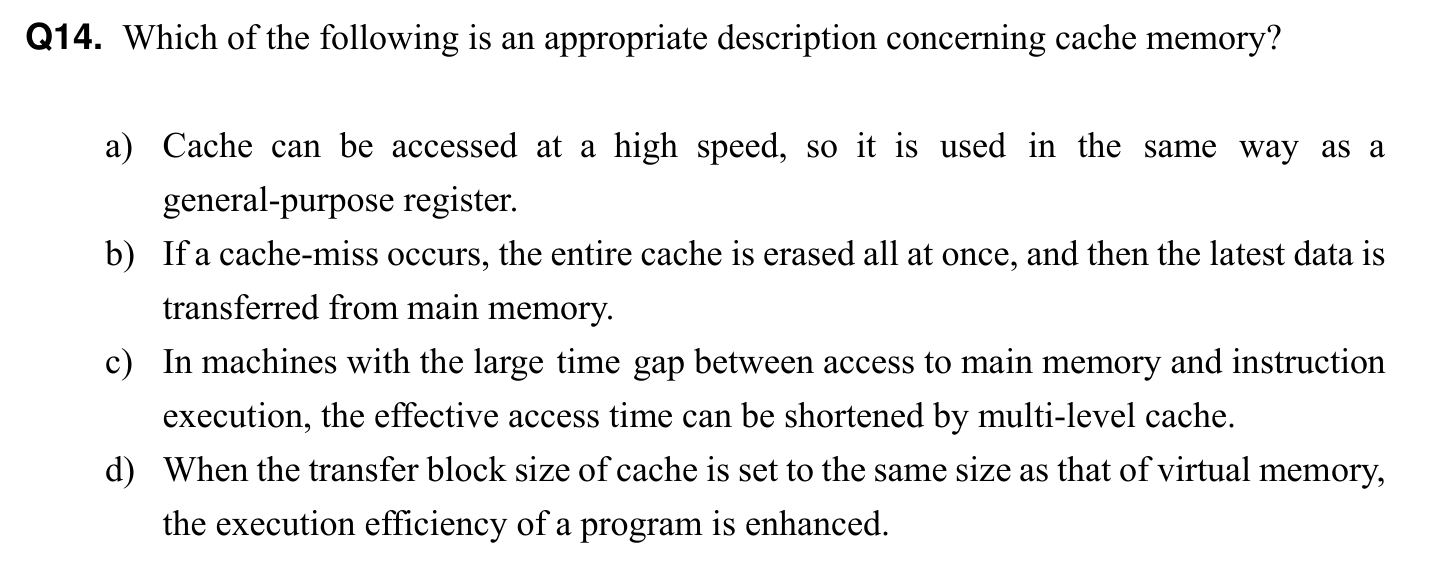 Q14. Which of the following is an appropriate description concerning cache memory?
a) Cache can be accessed at a high speed, so it is used in the same way as a
general-purpose register.
b) If a cache-miss occurs, the entire cache is erased all at once, and then the latest data is
transferred from main memory.
c) In machines with the large time gap between access to main memory and instruction
execution, the effective access time can be shortened by multi-level cache.
d) When the transfer block size of cache is set to the same size as that of virtual memory,
the execution efficiency of a program is enhanced.